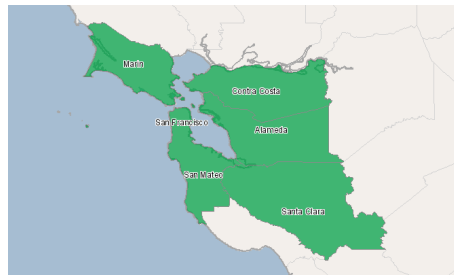 Marin
Contra Costa
San Francisco
Alameda
San Mateo
Santa Clara